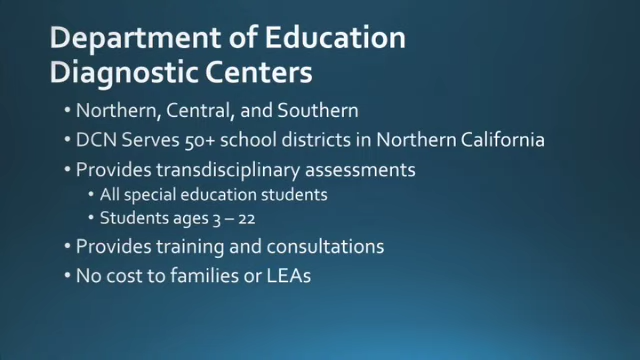 Department of Education
Diagnostic Centers
• Northern, Central, and Southern
• DCN Serves 50+ school districts in Northern California
• Provides transdisciplinary assessments
• All special education students
• Students ages 3 – 22
• Provides training and consultations
• No cost to families or LEAs